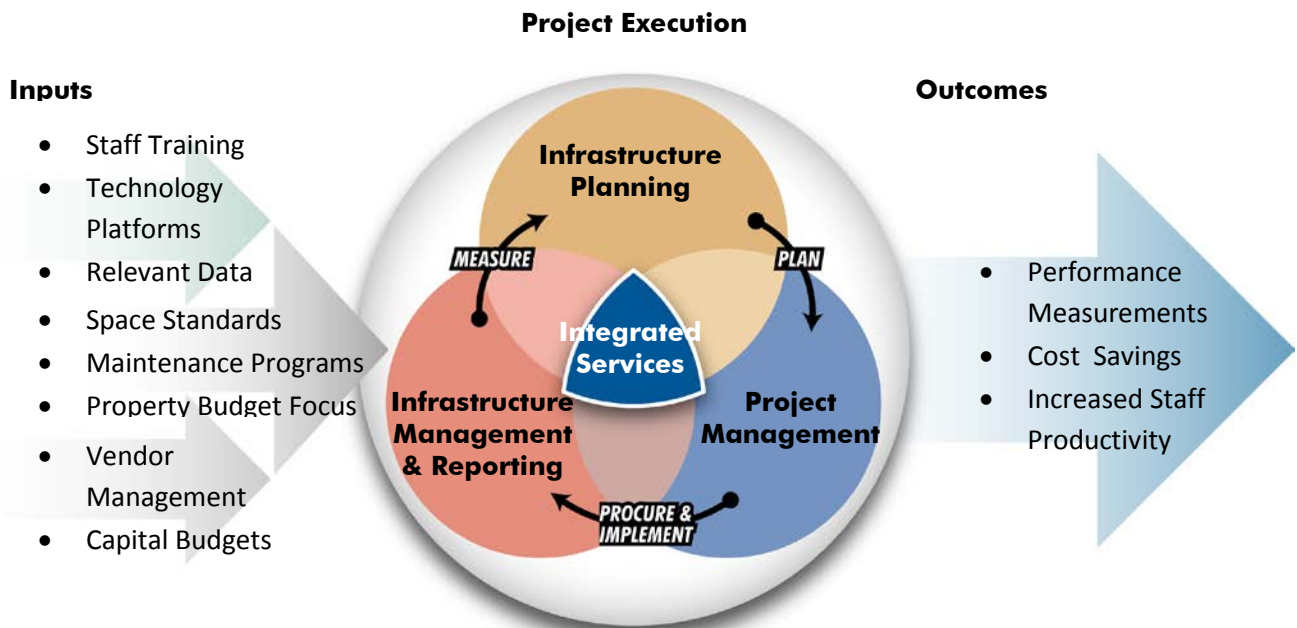 Project Execution
Inputs
• Staff Training
• Technology
Platforms
• Relevant Data
• Space Standards
• Maintenance Programs
• Property Budget Focus
• Vendor
Management
• Capital Budgets
Infrastructure
Planning
MEASURE
PLAN
Integrated
Services
Infrastructure
Management
& Reporting
Project
Management
PROCURE &
IMPLEMENT
Outcomes
• Performance
Measurements
• Cost Savings
• Increased Staff
Productivity